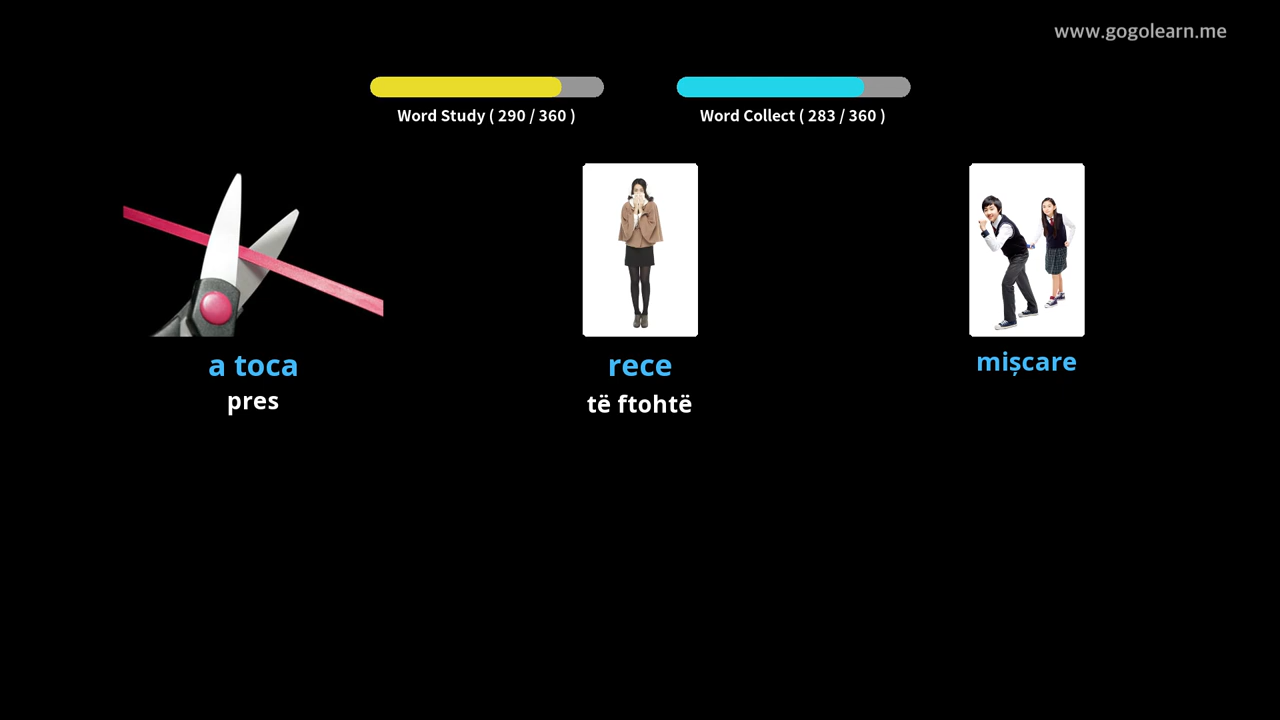 www.gogolearn.me
Word Study ( 290 / 360 )
Word Collect ( 283 / 360 )
a toca
pres
rece
të ftohtë
mișcare